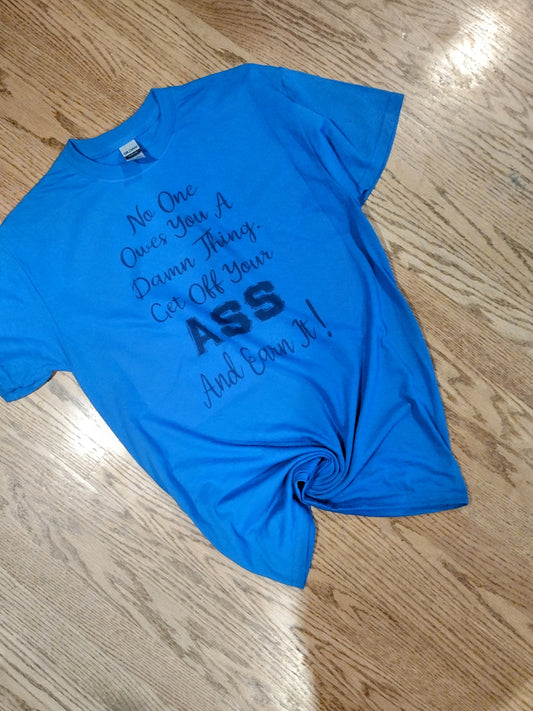 No One
Owes You A
Damn Thing.
Get Off Your
ASS
And Earn It!